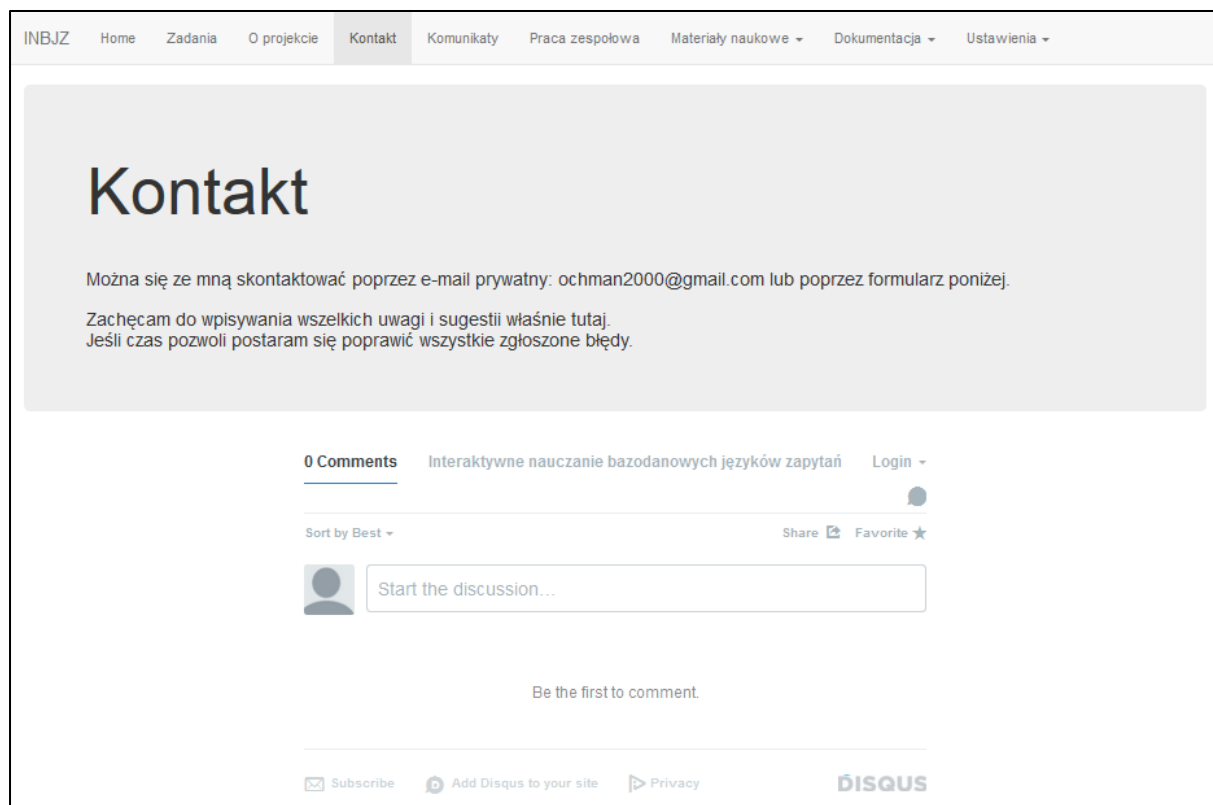 INBJZ Home Zadania O projekcie Kontakt Komunikaty Praca zespołowa Materiały naukowe Dokumentacja Ustawienia
Kontakt
Można się ze mną skontaktować poprzez e-mail prywatny: ochman2000@gmail.com lub poprzez formularz poniżej.
Zachęcam do wpisywania wszelkich uwagi i sugestii właśnie tutaj.
Jeśli czas pozwoli postaram się poprawić wszystkie zgłoszone błędy.
0 Comments Interaktywne nauczanie bazodanowych języków zapytań Login
Sort by Best Share Favorite
Start the discussion...
Be the first to comment.
Subscribe Add Disqus to your site Privacy DISQUS